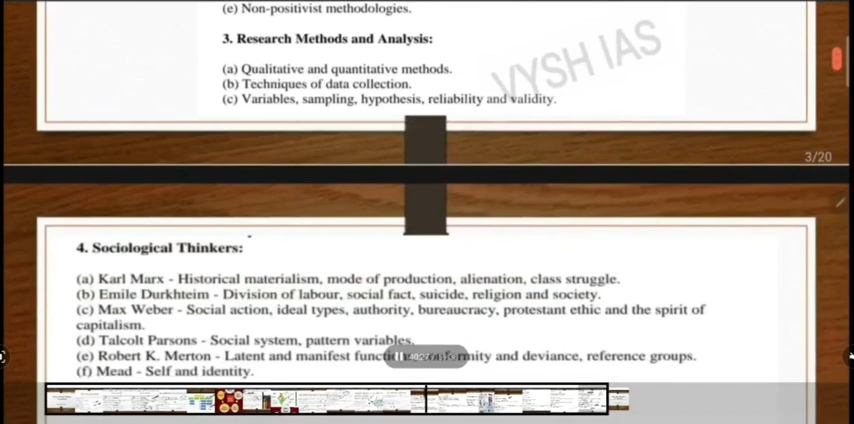 (e) Non-positivist methodologies.
3. Research Methods and Analysis:
(a) Qualitative and quantitative methods.
(b) Techniques of data collection.
(c) Variables, sampling, hypothesis, reliability and validity.
VYSH IAS
3/20
4. Sociological Thinkers:
(a) Karl Marx - Historical materialism, mode of production, alienation, class struggle.
(b) Emile Durkhteim - Division of labour, social fact, suicide, religion and society.
(c) Max Weber - Social action, ideal types, authority, bureaucracy, protestant ethic and the spirit of
capitalism.
(d) Talcolt Parsons - Social system, pattern variables.
(e) Robert K. Merton - Latent and manifest and deviance, reference groups.
(f) Mead - Self and identity.